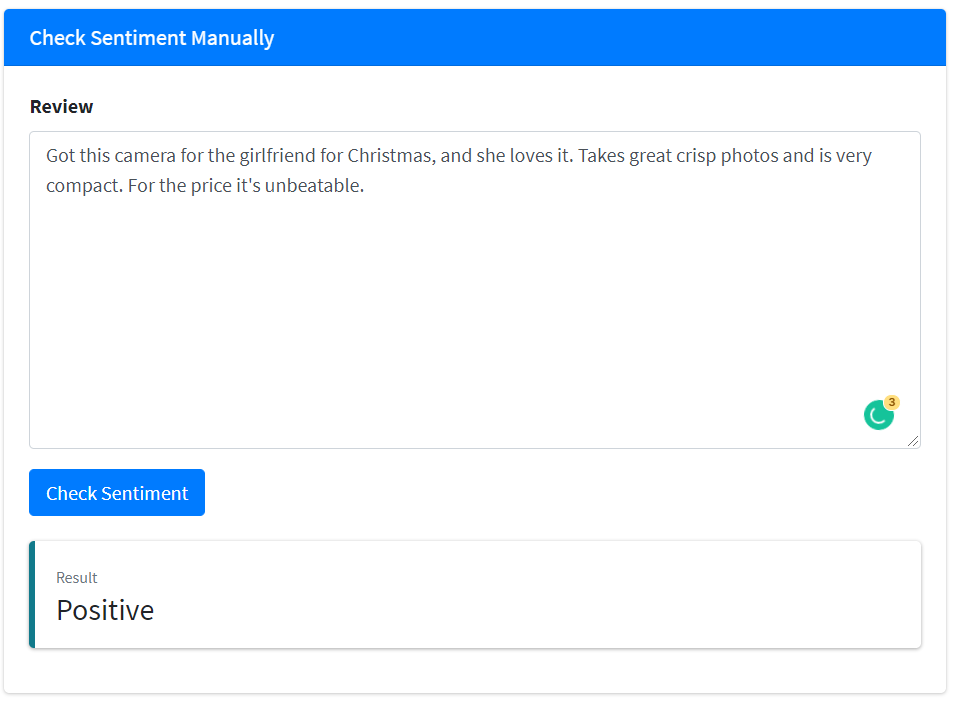 Check Sentiment Manually
Review
Got this camera for the girlfriend for Christmas, and she loves it. Takes great crisp photos and is very
compact. For the price it's unbeatable.
3
Check Sentiment
Result
Positive